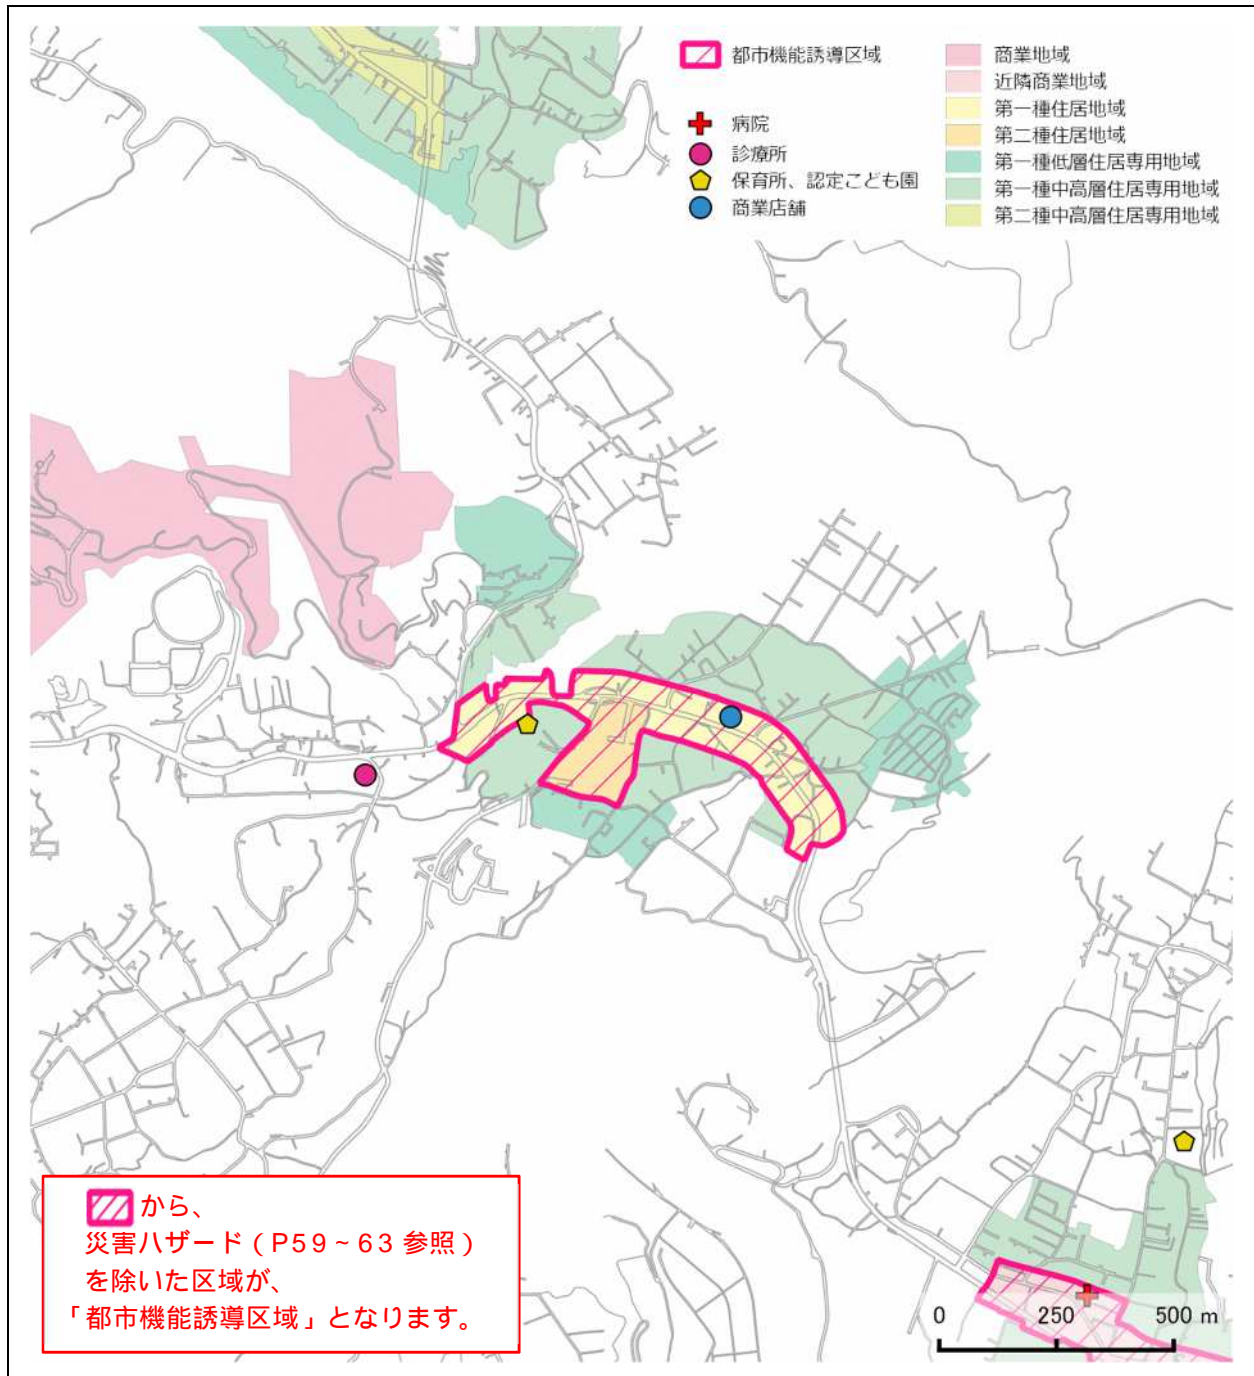 都市機能誘導区域
病院
診療所
保育所、認定こども園
商業店舗
商業地域
近隣商業地域
第一種住居地域
第二種住居地域
第一種低層住居専用地域
第一種中高層住居専用地域
第二種中高層住居専用地域
から、
災害ハザード（P59～63 参照）
を除いた区域が、
「都市機能誘導区域」となります。
0 250 500 m